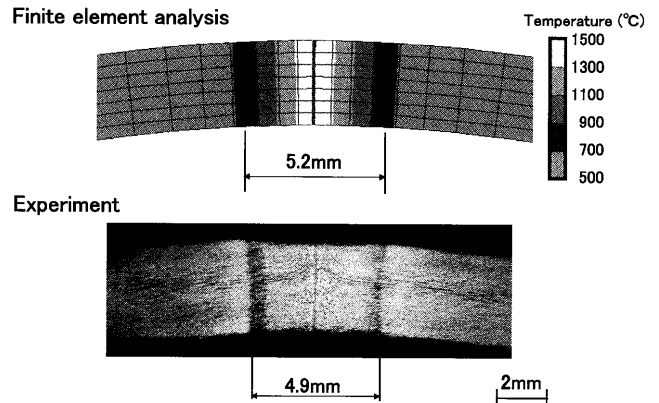 Finite element analysis
Temperature (℃)
1500
1300
1100
900
700
500
5.2mm
Experiment
4.9mm
2mm